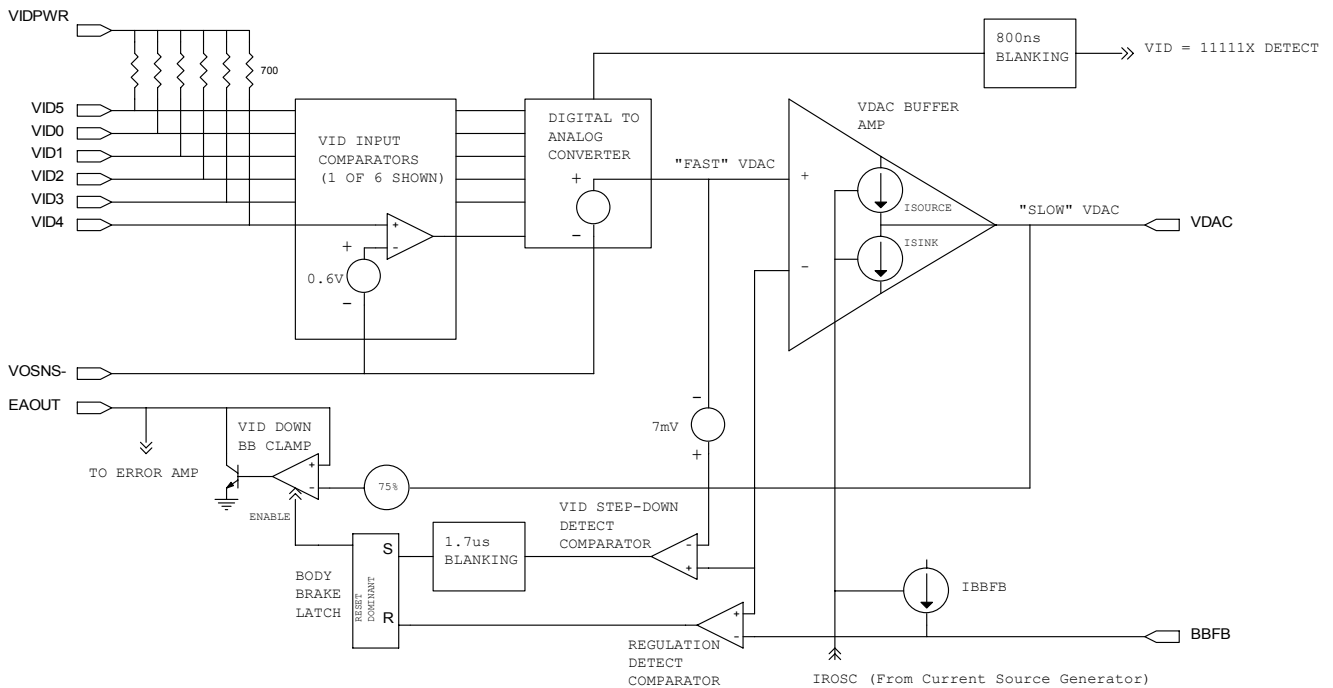 VIDPWR
700
VID5
VID0
VID1
VID2
VID3
VID4
VOSNS-
EAOUT
VID INPUT
COMPARATORS
(1 OF 6 SHOWN)
+
-
+
0.6V
-
DIGITAL TO
ANALOG
CONVERTER
+
-
800ns
BLANKING
VID = 11111X DETECT
"FAST" VDAC
VDAC BUFFER
AMP
+
-
ISOURCE
ISINK
"SLOW" VDAC
VDAC
-
7mV
+
VID DOWN
BB CLAMP
+
-
TO ERROR AMP
ENABLE
75%
VID STEP-DOWN
DETECT
COMPARATOR
-
+
1.7us
BLANKING
BODY
BRAKE
LATCH
S
RESET
DOMINANT
R
REGULATION
DETECT
COMPARATOR
+
-
IBBFB
BBFB
IROSC (From Current Source Generator)